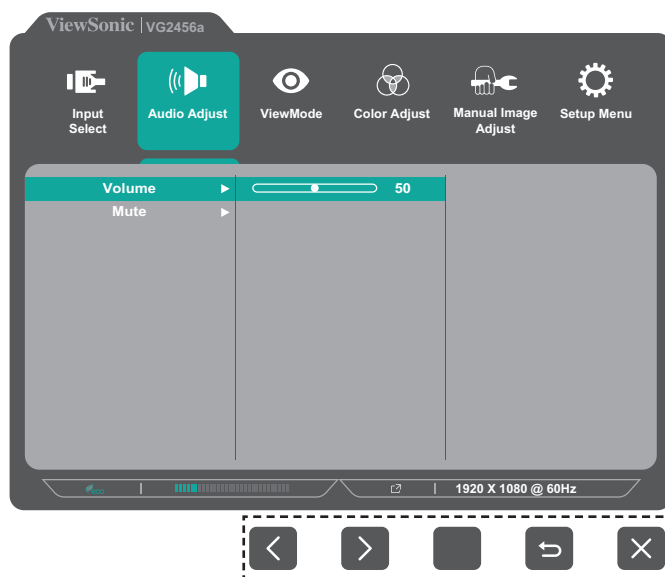 ViewSonic | VG2456a
Input Select
Audio Adjust
ViewMode
Color Adjust
Manual Image Adjust
Setup Menu
Volume 50
Mute
eco
1920 X 1080 @ 60Hz